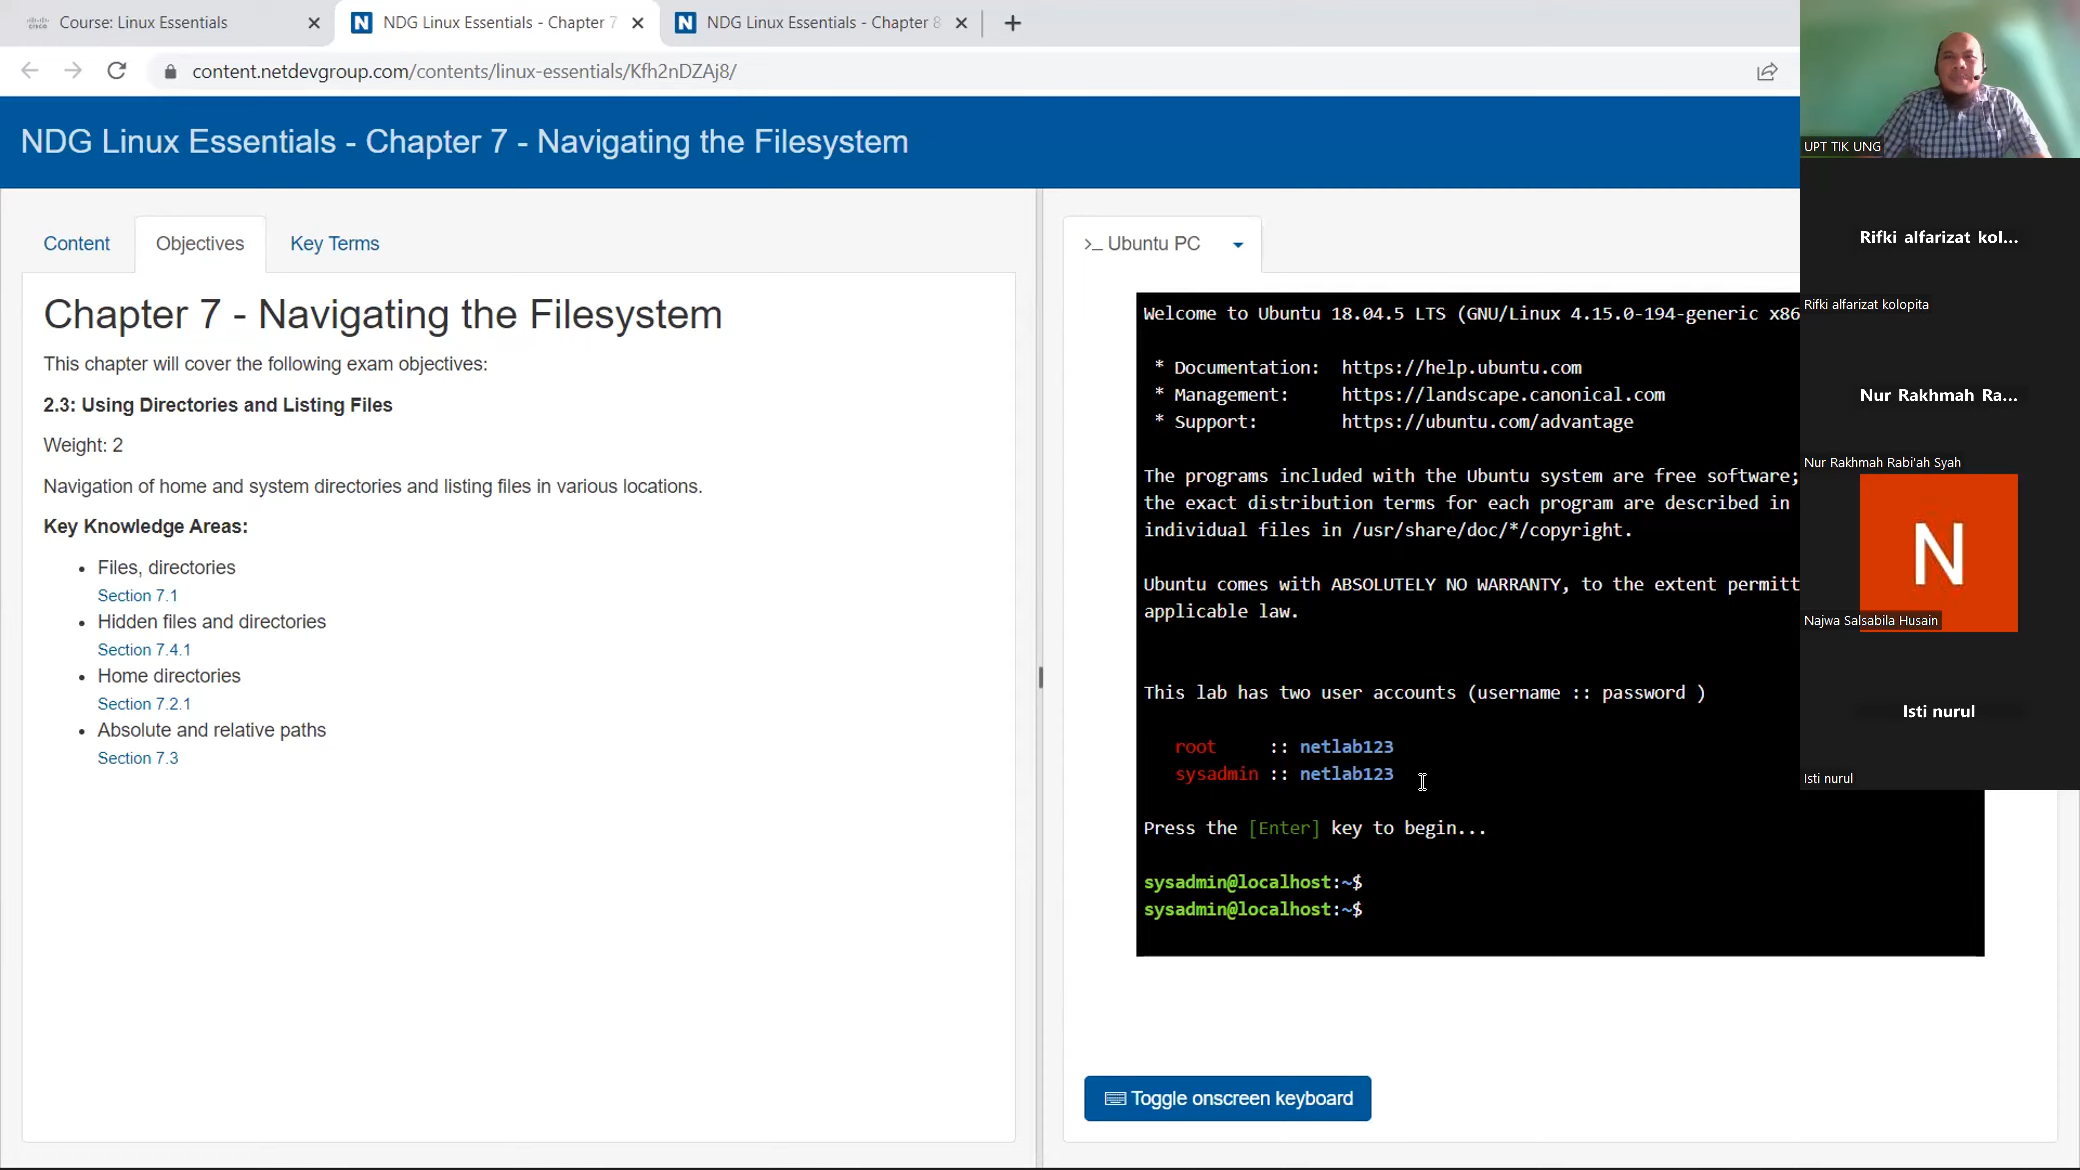 Course: Linux Essentials
NDG Linux Essentials - Chapter 7
NDG Linux Essentials - Chapter 8
content.netdevgroup.com/contents/linux-essentials/Kfh2nDZAj8/
NDG Linux Essentials - Chapter 7 - Navigating the Filesystem
Content
Objectives
Key Terms
Chapter 7 - Navigating the Filesystem
This chapter will cover the following exam objectives:
2.3: Using Directories and Listing Files
Weight: 2
Navigation of home and system directories and listing files in various locations.
Key Knowledge Areas:
Files, directories
Section 7.1
Hidden files and directories
Section 7.4.1
Home directories
Section 7.2.1
Absolute and relative paths
Section 7.3
>_ Ubuntu PC
Welcome to Ubuntu 18.04.5 LTS (GNU/Linux 4.15.0-194-generic x86
* Documentation: https://help.ubuntu.com
* Management: https://landscape.canonical.com
* Support: https://ubuntu.com/advantage
The programs included with the Ubuntu system are free software;
the exact distribution terms for each program are described in
individual files in /usr/share/doc/*/copyright.
Ubuntu comes with ABSOLUTELY NO WARRANTY, to the extent permitt
applicable law.
This lab has two user accounts (username :: password )
root :: netlab123
sysadmin :: netlab123
Press the [Enter] key to begin...
sysadmin@localhost:~$
sysadmin@localhost:~$
Toggle onscreen keyboard
UPT TIK UNG
Rifki alfarizat kol...
Rifki alfarizat kolopita
Nur Rakhmah Ra...
Nur Rakhmah Rabi'ah Syah
N
Najwa Salsabila Husain
Isti nurul
Isti nurul